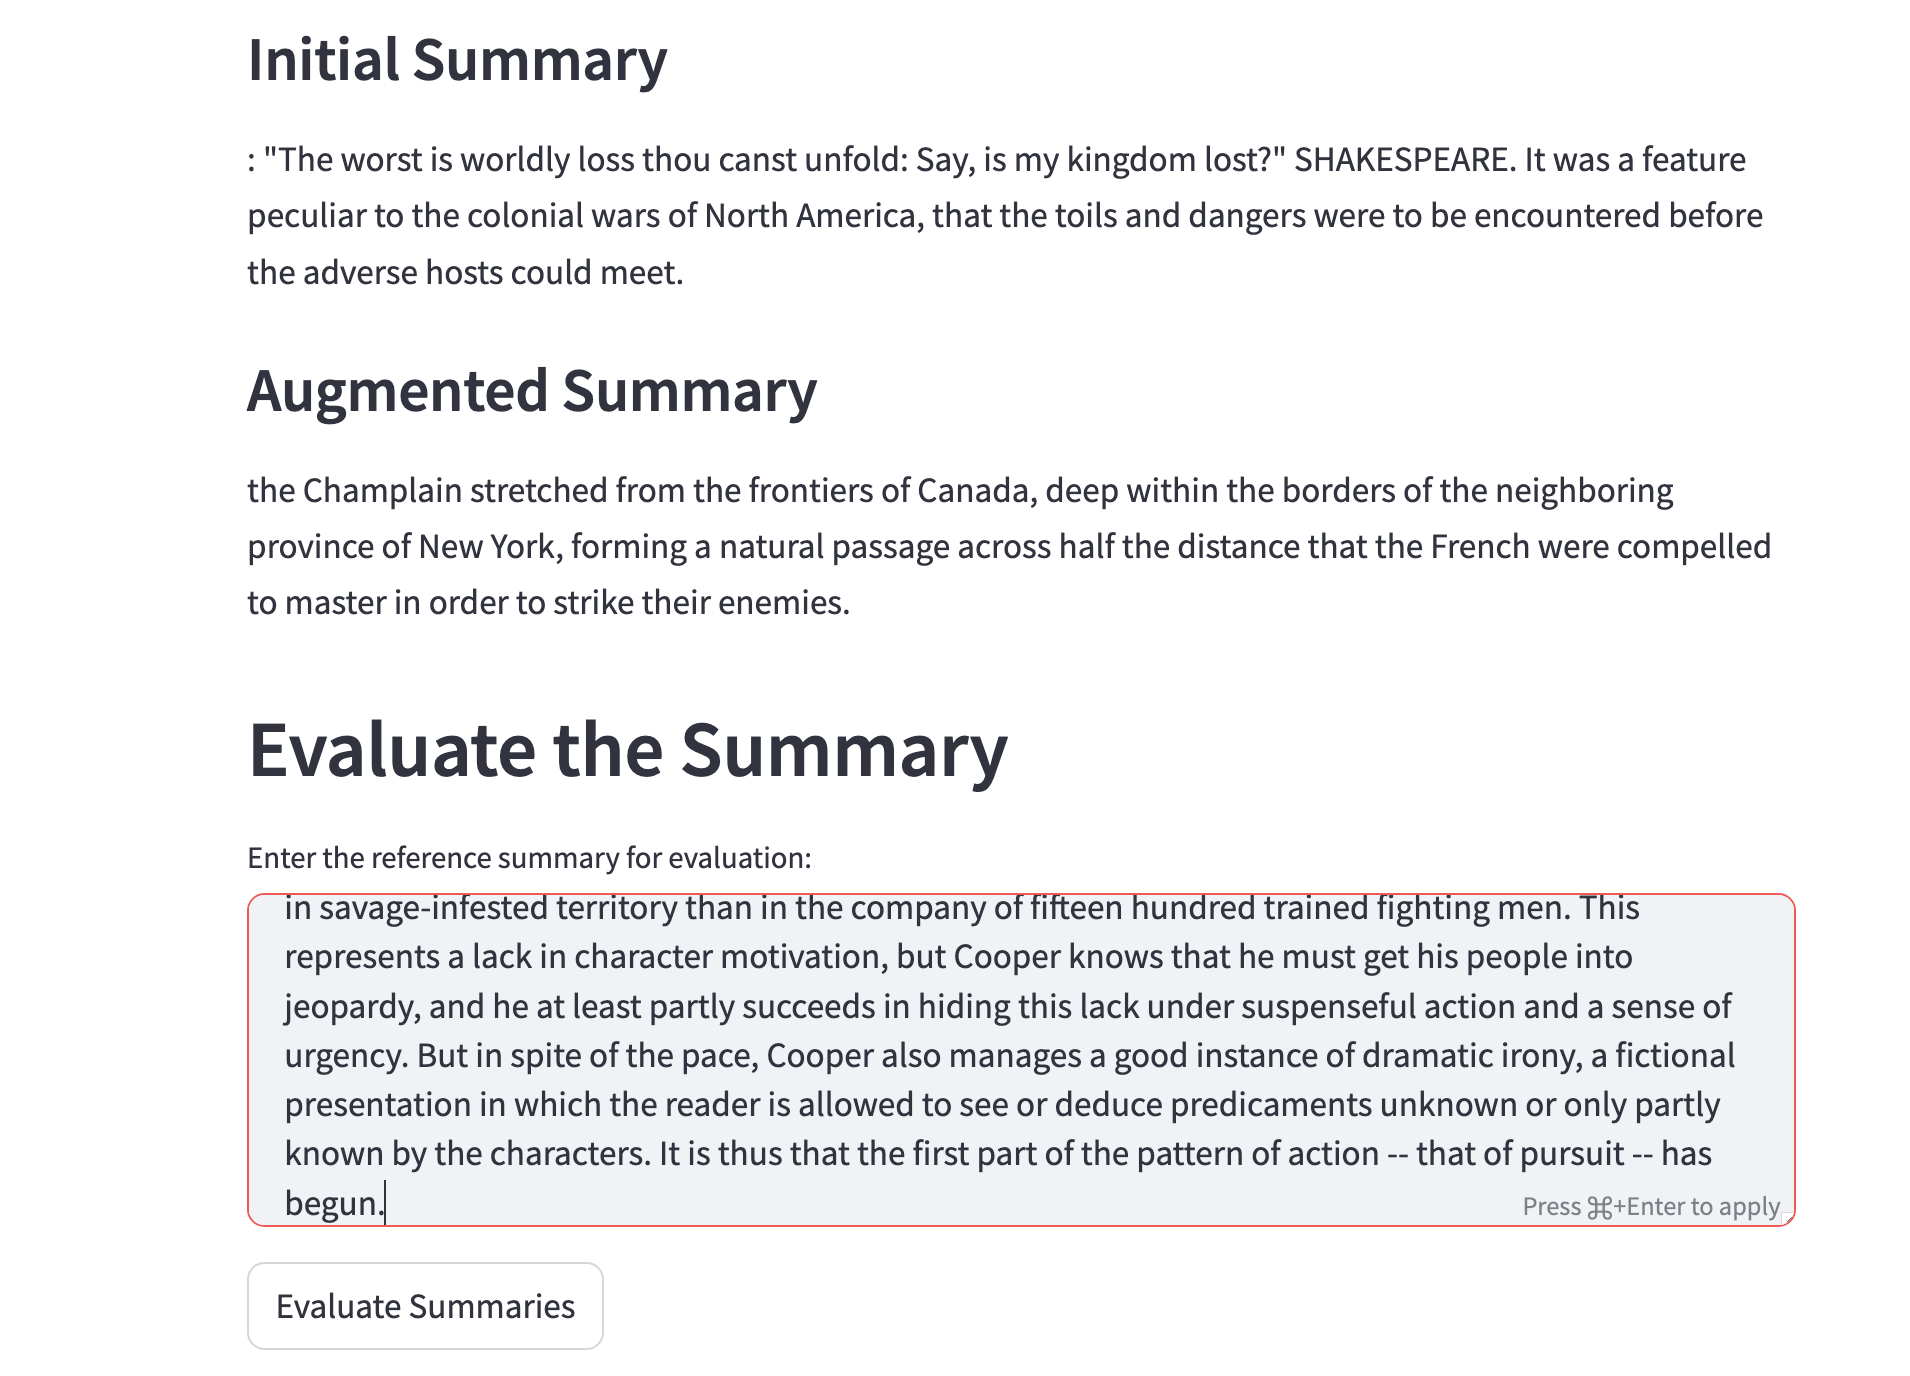 Initial Summary
: "The worst is worldly loss thou canst unfold: Say, is my kingdom lost?" SHAKESPEARE. It was a feature
peculiar to the colonial wars of North America, that the toils and dangers were to be encountered before
the adverse hosts could meet.
Augmented Summary
the Champlain stretched from the frontiers of Canada, deep within the borders of the neighboring
province of New York, forming a natural passage across half the distance that the French were compelled
to master in order to strike their enemies.
Evaluate the Summary
Enter the reference summary for evaluation:
in savage-infested territory than in the company of fifteen hundred trained fighting men. This
represents a lack in character motivation, but Cooper knows that he must get his people into
jeopardy, and he at least partly succeeds in hiding this lack under suspenseful action and a sense of
urgency. But in spite of the pace, Cooper also manages a good instance of dramatic irony, a fictional
presentation in which the reader is allowed to see or deduce predicaments unknown or only partly
known by the characters. It is thus that the first part of the pattern of action -- that of pursuit -- has
begun.
Press ⌘+Enter to apply
Evaluate Summaries